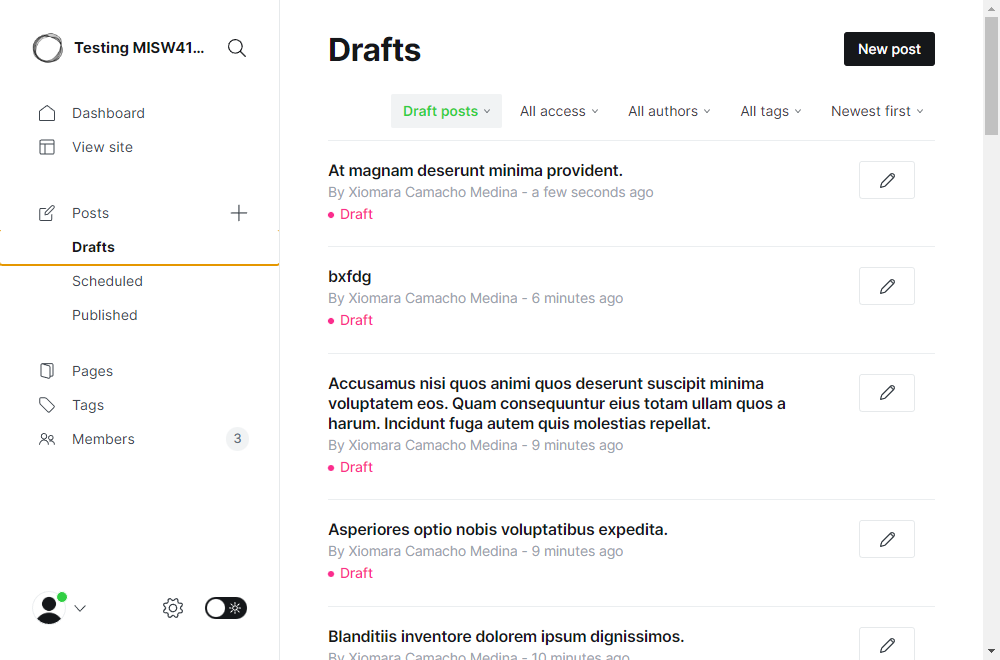 Testing MISW41...
Dashboard
View site
Posts
Drafts
Scheduled
Published
Pages
Tags
Members 3
Drafts
New post
Draft posts All access All authors All tags Newest first
At magnam deserunt minima provident.
By Xiomara Camacho Medina - a few seconds ago
Draft
bxfdg
By Xiomara Camacho Medina - 6 minutes ago
Draft
Accusamus nisi quos animi quos deserunt suscipit minima
voluptatem eos. Quam consequuntur eius totam ullam quos a
harum. Incidunt fuga autem quis molestias repellat.
By Xiomara Camacho Medina - 9 minutes ago
Draft
Asperiores optio nobis voluptatibus expedita.
By Xiomara Camacho Medina - 9 minutes ago
Draft
Blanditiis inventore dolorem ipsum dignissimos.
By Xiomara Camacho Medina - 10 minutes ago